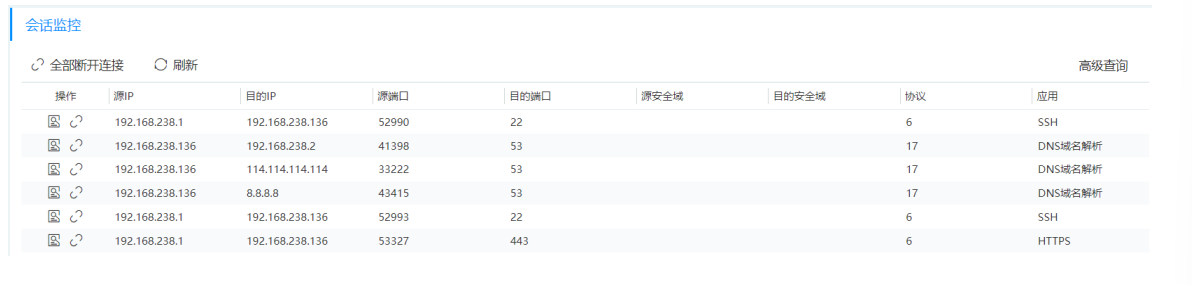 会话监控
全部断开连接 刷新 高级查询
操作 源IP 目的IP 源端口 目的端口 源安全域 目的安全域 协议 应用
192.168.238.1 192.168.238.136 52990 22 6 SSH
192.168.238.136 192.168.238.2 41398 53 17 DNS域名解析
192.168.238.136 114.114.114.114 33222 53 17 DNS域名解析
192.168.238.136 8.8.8.8 43415 53 17 DNS域名解析
192.168.238.1 192.168.238.136 52993 22 6 SSH
192.168.238.1 192.168.238.136 53327 443 6 HTTPS